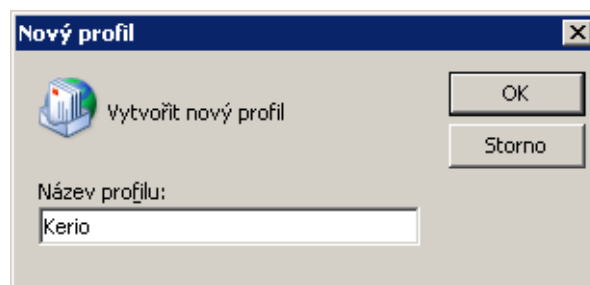 Nový profil
Vytvořit nový profil
OK
Storno
Název profilu:
Kerio